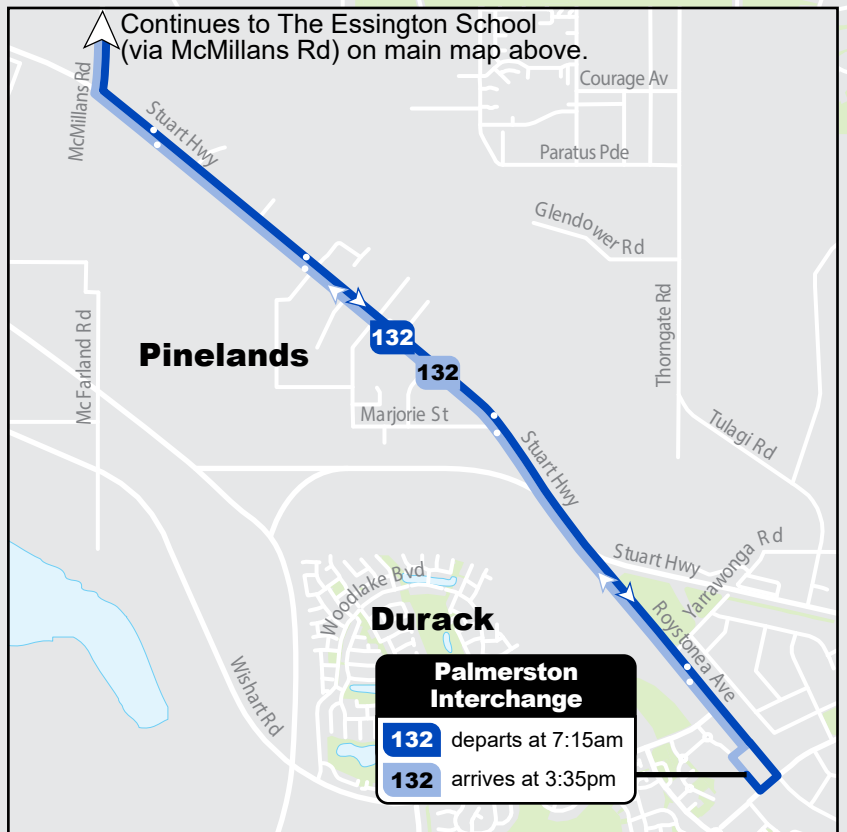 Continues to The Essington School
(via McMillans Rd) on main map above.
McMillans Rd
Stuart Hwy
Courage Av
Paratus Pde
Glendower Rd
Thorngate Rd
McFarland Rd
Pinelands
132
132
Marjorie St
Tulagi Rd
Stuart Hwy
Stuart Hwy
Yarrawonga Rd
Woodlake Bvd
Durack
Roystonea Ave
Wishart Rd
Palmerston
Interchange
132 departs at 7:15am
132 arrives at 3:35pm